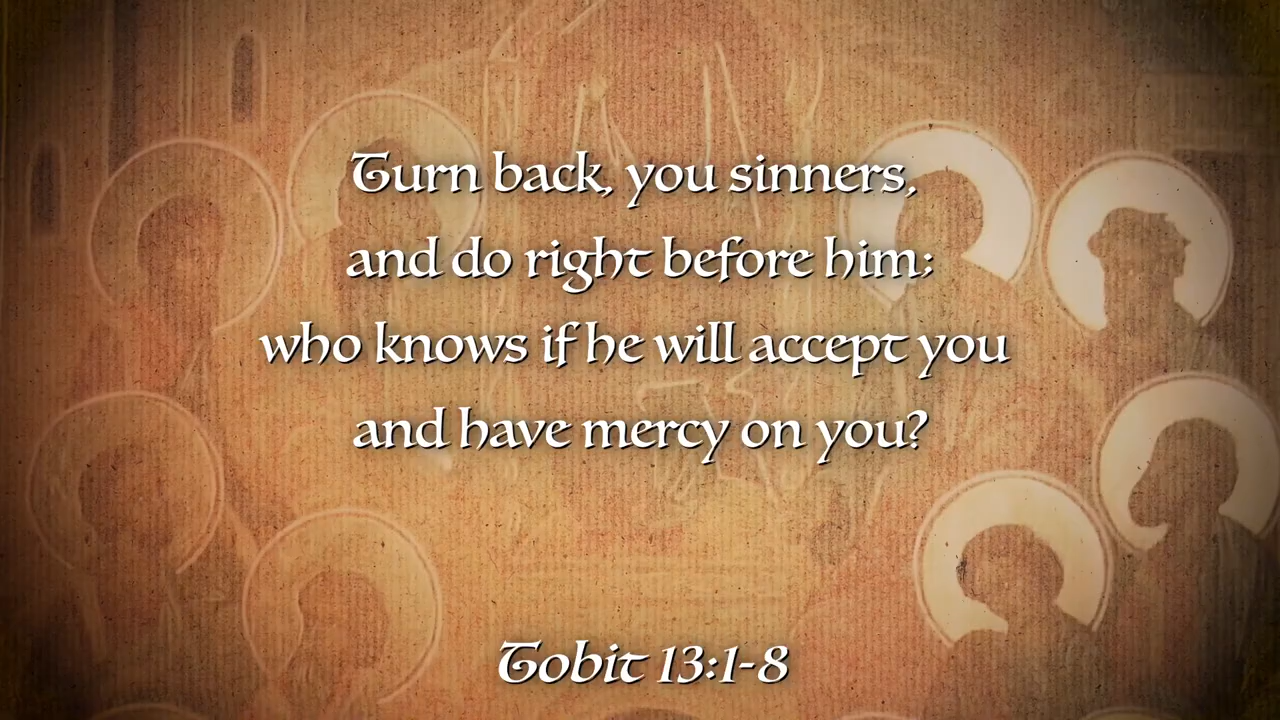 Turn back, you sinners,
and do right before him;
who knows if he will accept you
and have mercy on you?
Tobit 13:1-8